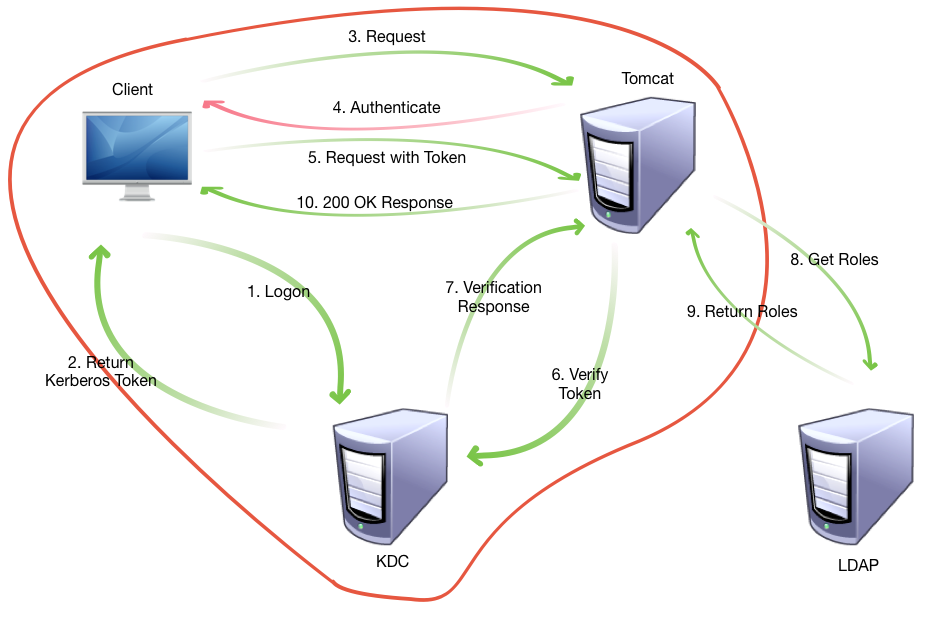 3. Request
Client
Tomcat
4. Authenticate
5. Request with Token
10. 200 OK Response
8. Get Roles
1. Logon
7. Verification
Response
9. Return Roles
2. Return
Kerberos Token
6. Verify
Token
KDC
LDAP